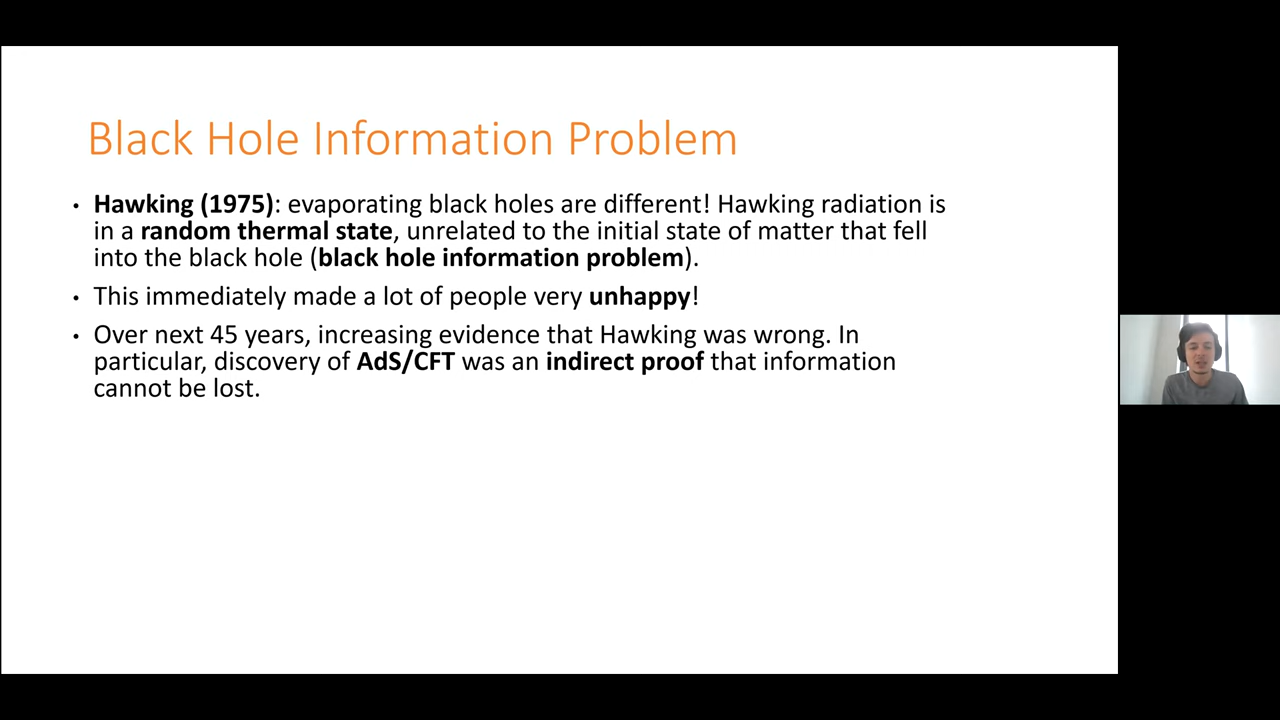 Black Hole Information Problem
• Hawking (1975): evaporating black holes are different! Hawking radiation is
in a random thermal state, unrelated to the initial state of matter that fell
into the black hole (black hole information problem).
• This immediately made a lot of people very unhappy!
• Over next 45 years, increasing evidence that Hawking was wrong. In
particular, discovery of AdS/CFT was an indirect proof that information
cannot be lost.